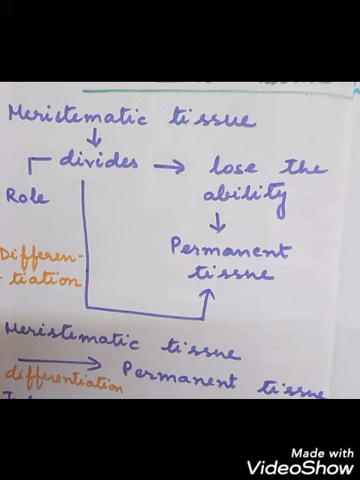 Meristematic tissue
divides → lose the
ability
Role
Permanent
tissue
Differen-
-tiation
Meristematic tissue
Permanent tissue
differentiation
Made with
VideoShow